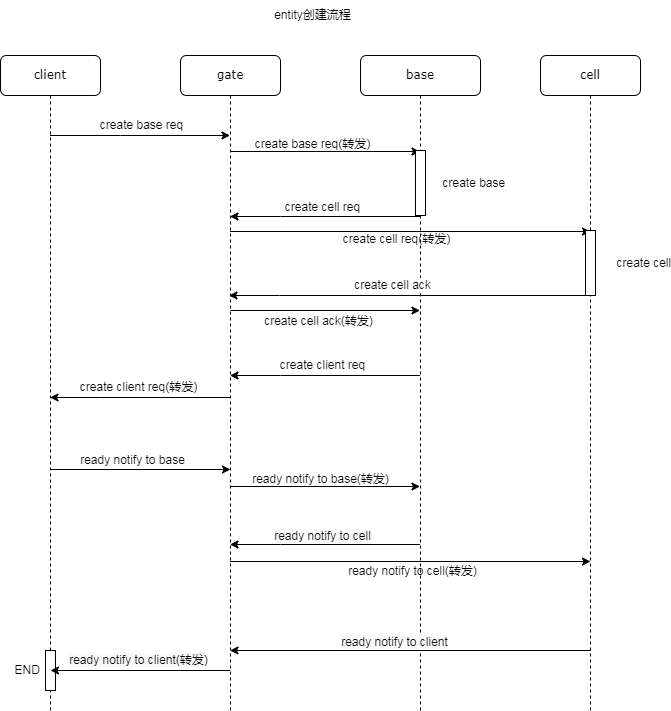 entity创建流程
client
gate
base
cell
create base req
create base req(转发)
create base
create cell req
create cell req(转发)
create cell
create cell ack
create cell ack(转发)
create client req
create client req(转发)
ready notify to base
ready notify to base(转发)
ready notify to cell
ready notify to cell(转发)
ready notify to client
ready notify to client(转发)
END